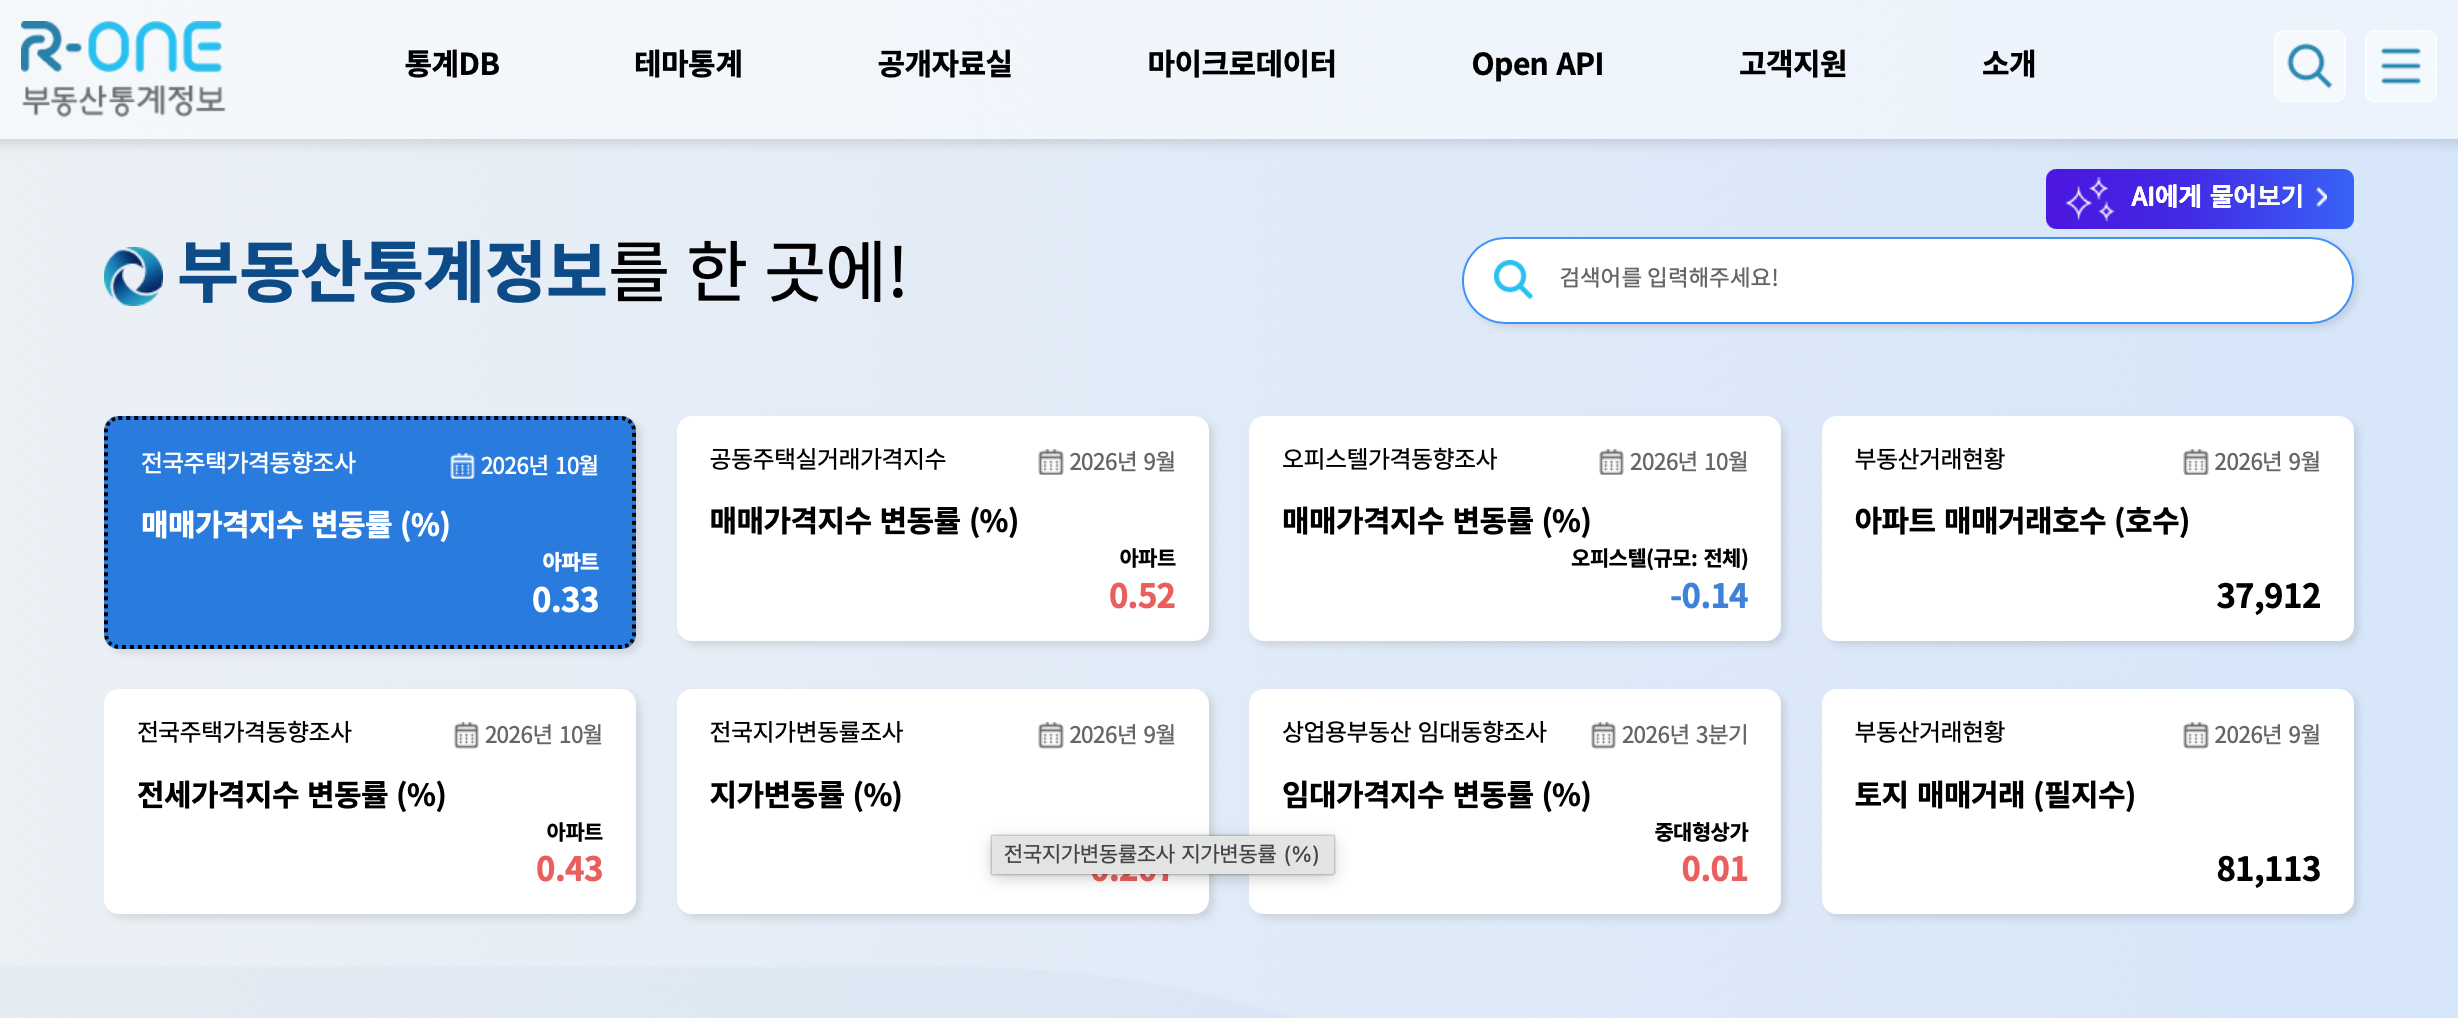 R-ONE
부동산통계정보
통계DB
테마통계
공개자료실
마이크로데이터
Open API
고객지원
소개
AI에게 물어보기
부동산통계정보를 한 곳에!
검색어를 입력해주세요!
전국주택가격동향조사
2026년 10월
매매가격지수 변동률 (%)
아파트
0.33
공동주택실거래가격지수
2026년 9월
매매가격지수 변동률 (%)
아파트
0.52
오피스텔가격동향조사
2026년 10월
매매가격지수 변동률 (%)
오피스텔(규모: 전체)
-0.14
부동산거래현황
2026년 9월
아파트 매매거래호수 (호수)
37,912
전국주택가격동향조사
2026년 10월
전세가격지수 변동률 (%)
아파트
0.43
전국지가변동률조사
2026년 9월
지가변동률 (%)
전국지가변동률조사 지가변동률 (%)
상업용부동산 임대동향조사
2026년 3분기
임대가격지수 변동률 (%)
중대형상가
0.01
부동산거래현황
2026년 9월
토지 매매거래 (필지수)
81,113